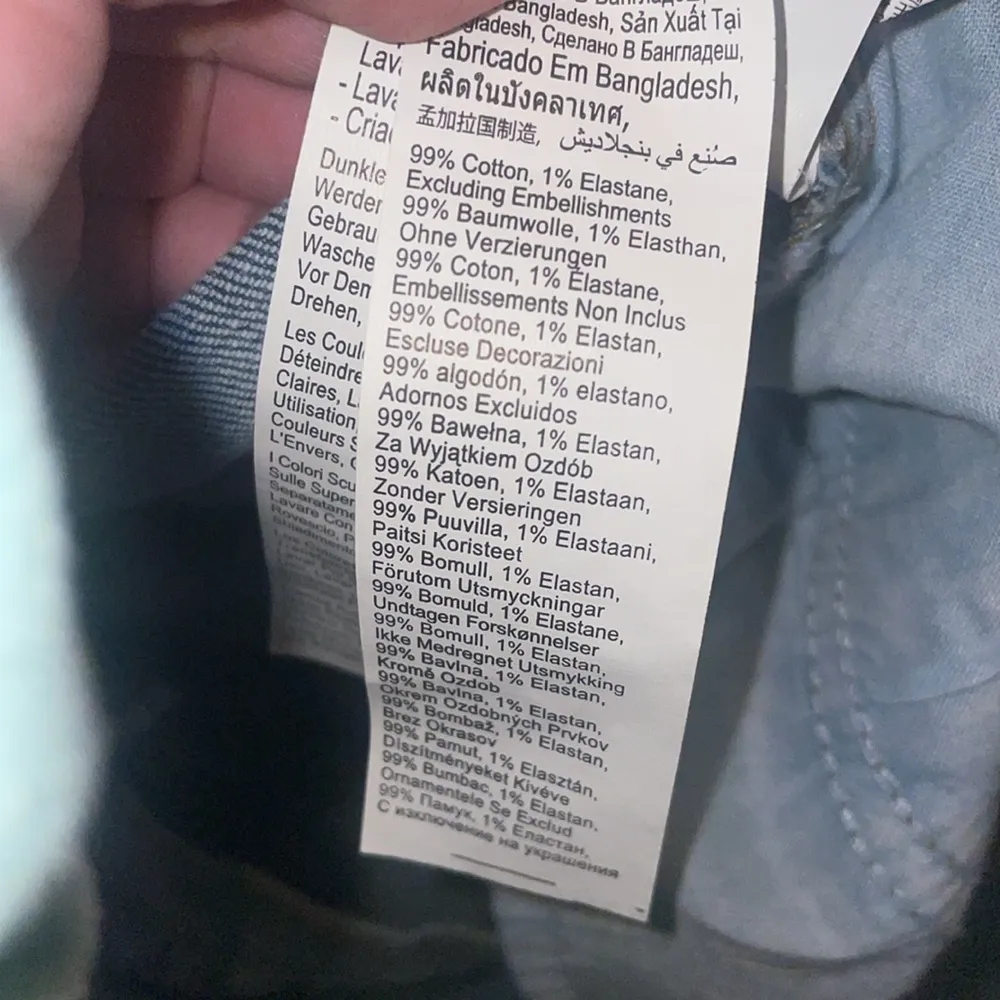 Bangladesh, Sản Xuất Tại
Сделано В Бангладеш,
Fabricado Em Bangladesh,
ผลิตในบังคลาเทศ,
孟加拉国制造, صُنِع في بنجلاديش
99% Cotton, 1% Elastane,
Excluding Embellishments
99% Baumwolle, 1% Elasthan,
Ohne Verzierungen
99% Coton, 1% Élastane,
Embellissements Non Inclus
99% Cotone, 1% Elastan,
Escluse Decorazioni
99% algodón, 1% elastano,
Adornos Excluidos
99% Bawełna, 1% Elastan,
Za Wyjątkiem Ozdób
99% Katoen, 1% Elastaan,
Zonder Versieringen
99% Puuvilla, 1% Elastaani,
Paitsi Koristeet
99% Bomull, 1% Elastan,
Förutom Utsmyckningar
99% Bomuld, 1% Elastane,
Undtagen Forskønnelser
99% Bomull, 1% Elastan,
Ikke Medregnet Utsmykking
99% Bavlna, 1% Elastan,
Kromě Ozdob
99% Bavlna, 1% Elastan,
Okrem Ozdobných Prvkov
99% Bombaž, 1% Elastan,
Brez Okrasov
99% Pamut, 1% Elasztán,
Díszítményeket Kivéve
99% Bumbac, 1% Elastan,
Ornamentele Se Exclud
99% Памук, 1% Еластан,
С изключение на украшения
Dunkle
Werden
Gebrau
Wasche
Vor Dem
Drehen,
Les Coul
Déteindre
Claires, L
Utilisation
Couleurs S
L'Envers,
I Colori Scu
Sulle Super
Separatame
Lavare Con
Rovescio, P